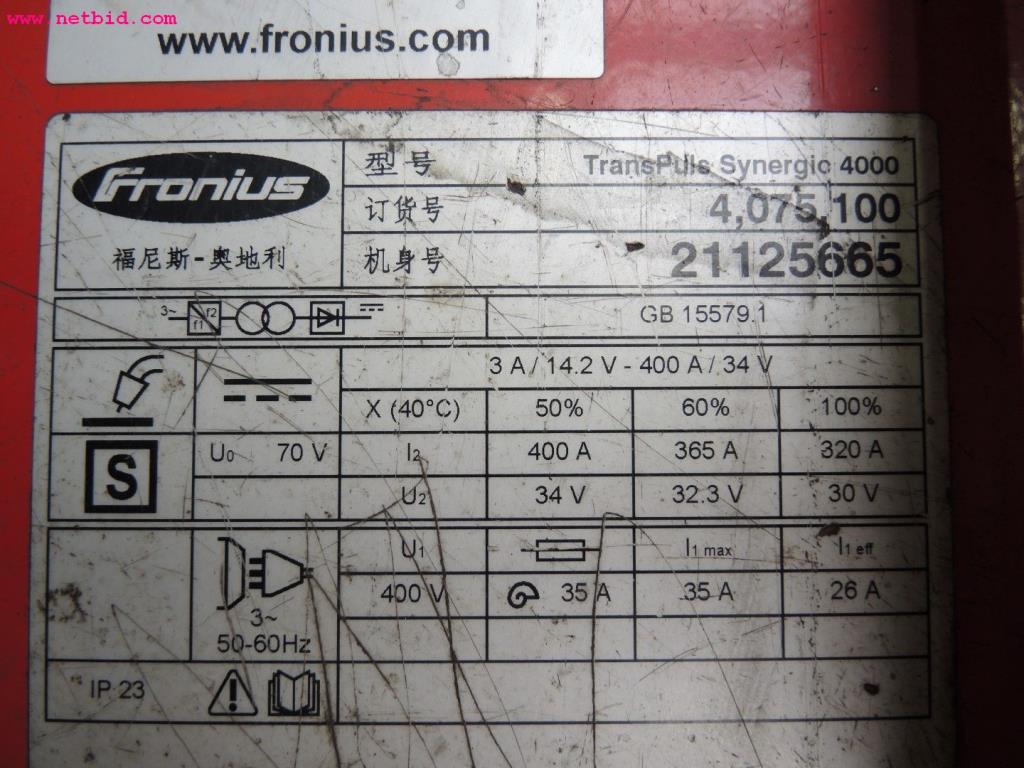 www.netbid.com
www.fronius.com
Fronius
福尼斯-奥地利
型号 TransPuls Synergic 4000
订货号 4,075,100
机身号 21125665
3~ f1 f2
GB 15579.1
3 A / 14.2 V - 400 A / 34 V
X (40°C) 50% 60% 100%
S U0 70 V I2 400 A 365 A 320 A
U2 34 V 32.3 V 30 V
U1 I1 max I1 eff
400 V 35 A 35 A 26 A
3~
50-60Hz
IP 23